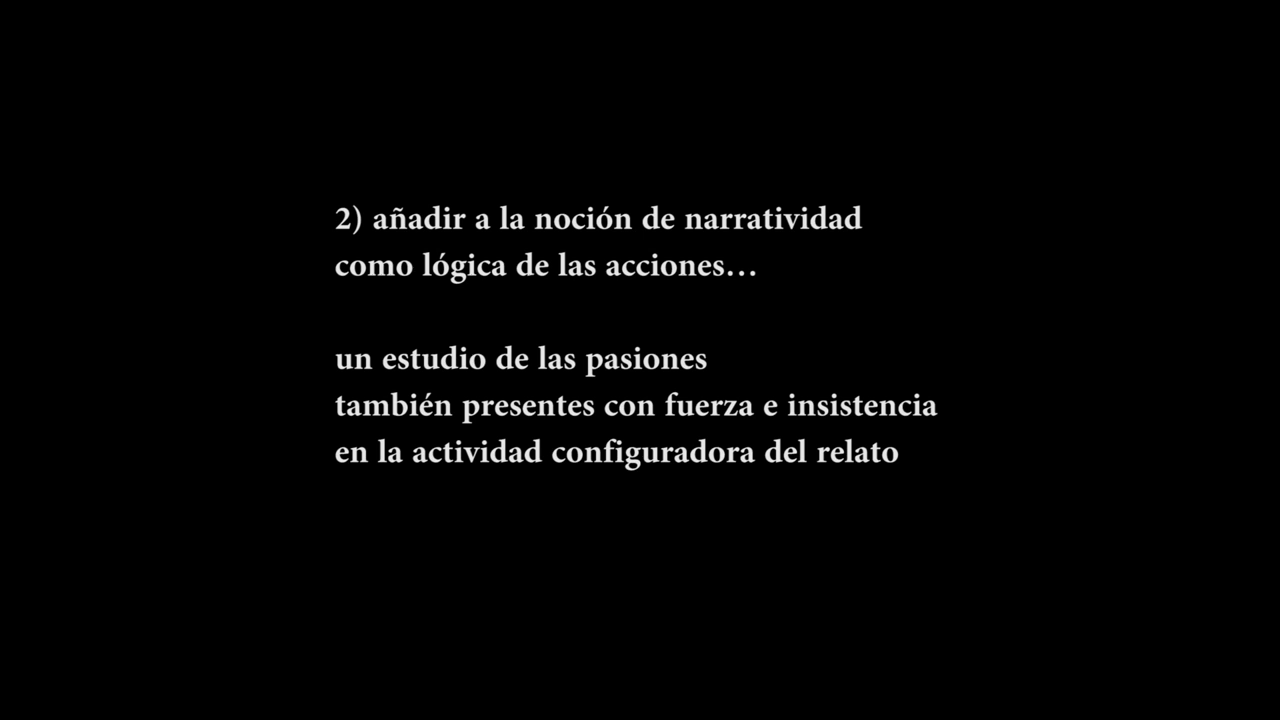 2) añadir a la noción de narratividad
como lógica de las acciones…
un estudio de las pasiones
también presentes con fuerza e insistencia
en la actividad configuradora del relato